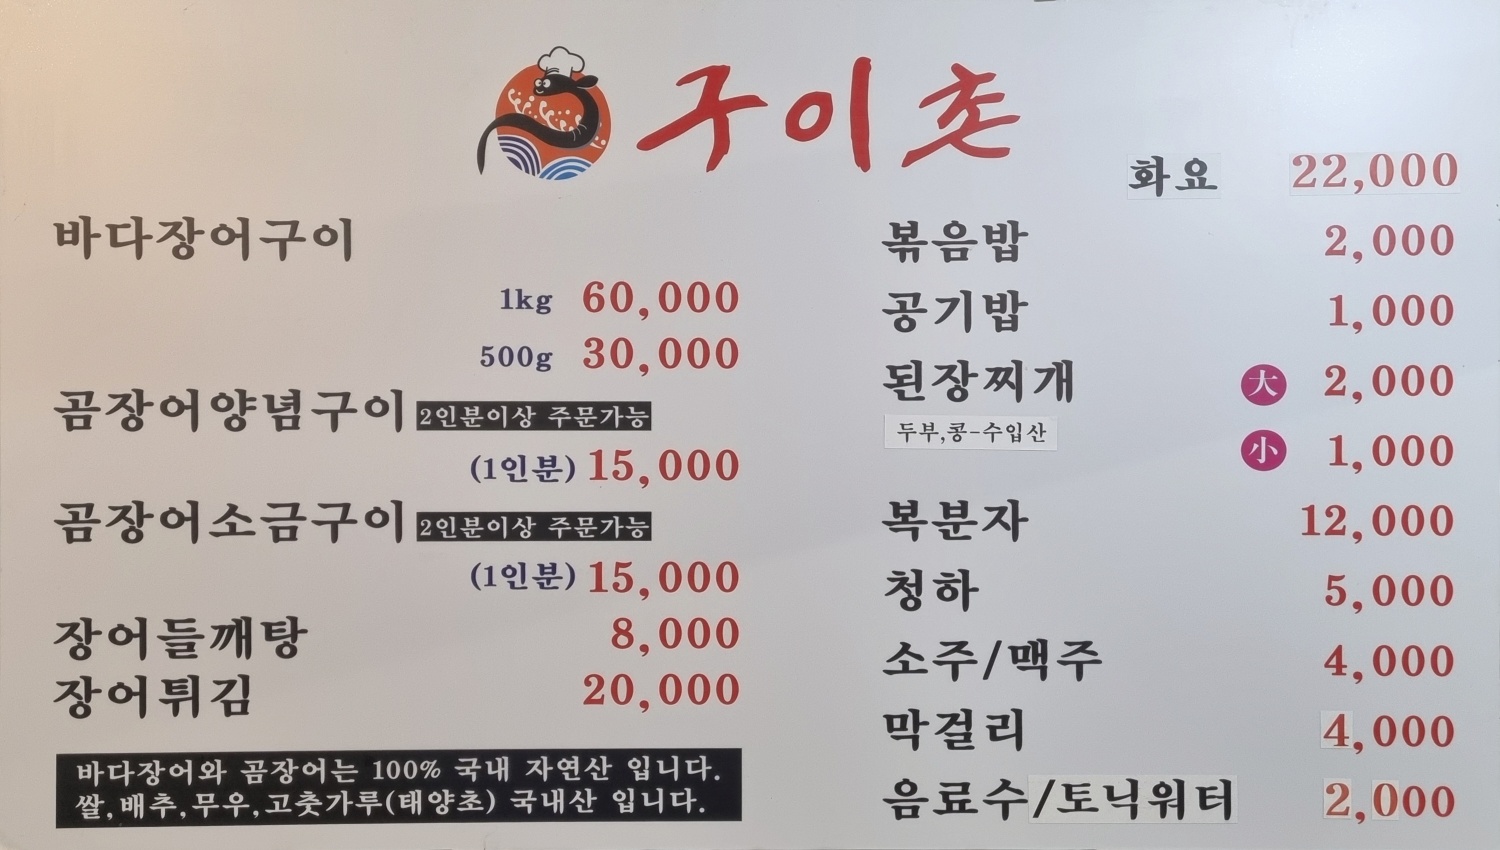 구이촌
바다장어구이
1kg 60,000
500g 30,000
곰장어양념구이 2인분이상 주문가능
(1인분) 15,000
곰장어소금구이 2인분이상 주문가능
(1인분) 15,000
장어들깨탕 8,000
장어튀김 20,000
바다장어와 곰장어는 100% 국내 자연산 입니다.
쌀,배추,무우,고춧가루(태양초) 국내산 입니다.
화요 22,000
볶음밥 2,000
공기밥 1,000
된장찌개 大 2,000
두부,콩-수입산
小 1,000
복분자 12,000
청하 5,000
소주/맥주 4,000
막걸리 4,000
음료수/토닉워터 2,000